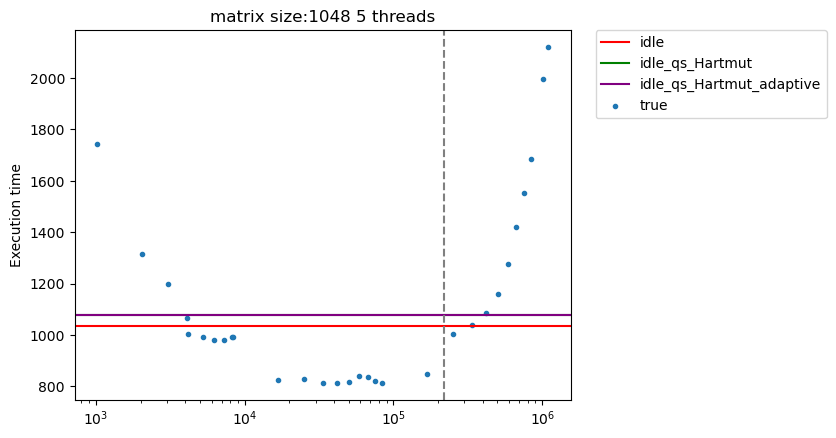 matrix size:1048 5 threads
idle
idle_qs_Hartmut
idle_qs_Hartmut_adaptive
true
Execution time
2000
1800
1600
1400
1200
1000
800
10³ 10⁴ 10⁵ 10⁶